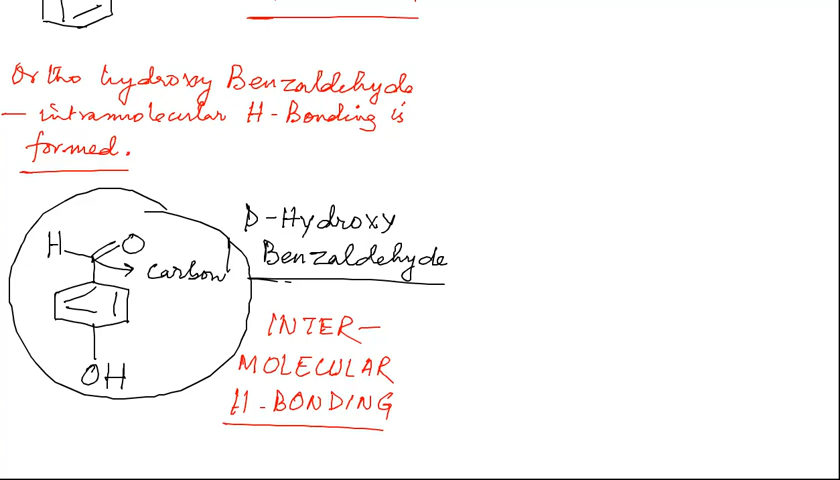 Ortho hydroxy Benzaldehyde
— intramolecular H-Bonding is
formed.
P-Hydroxy
Benzaldehyde
H
O
carbon
OH
INTER-
MOLECULAR
H-BONDING